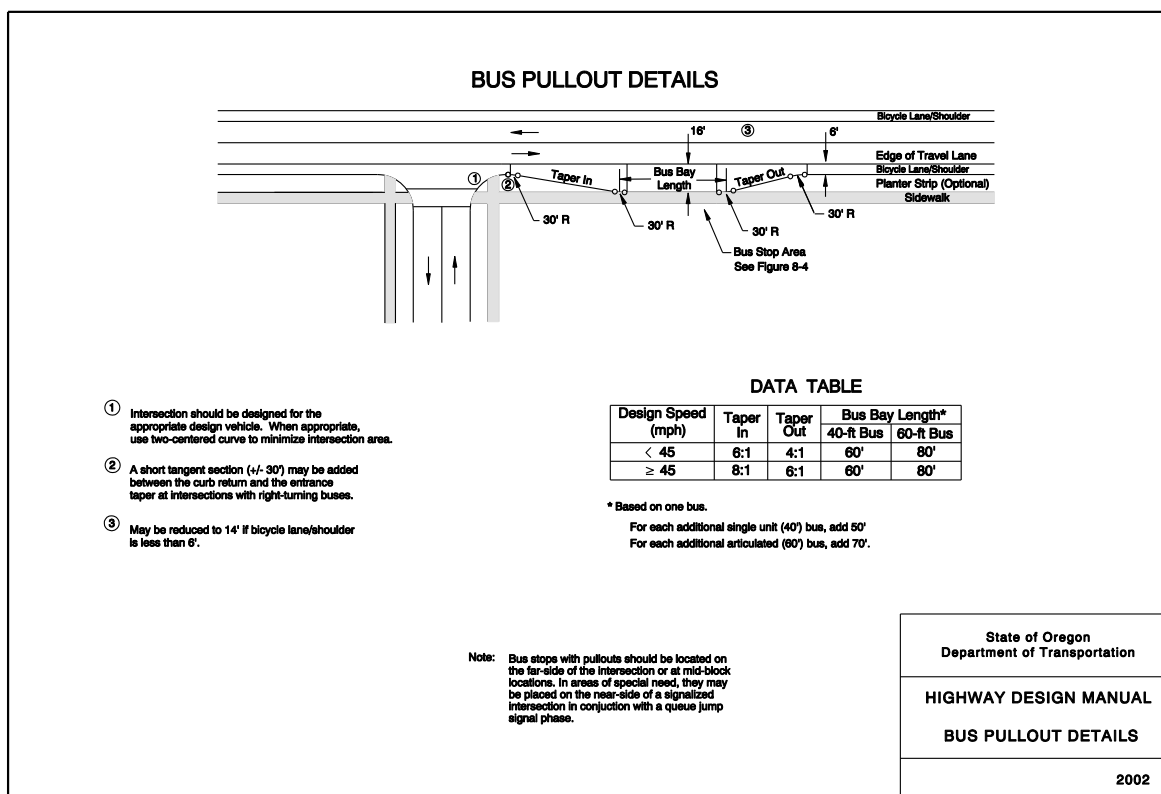 BUS PULLOUT DETAILS
Bicycle Lane/Shoulder
16' ③ 6'
Edge of Travel Lane
Bicycle Lane/Shoulder
Planter Strip (Optional)
Sidewalk
① ② Taper In
Bus Bay
Length
Taper Out
30' R
30' R
30' R
30' R
Bus Stop Area
See Figure 8-4
① Intersection should be designed for the
appropriate design vehicle. When appropriate,
use two-centered curve to minimize intersection area.
② A short tangent section (+/- 30') may be added
between the curb return and the entrance
taper at intersections with right-turning buses.
③ May be reduced to 14' if bicycle lane/shoulder
is less than 6'.
DATA TABLE
Design Speed (mph) Taper In Taper Out Bus Bay Length*
40-ft Bus 60-ft Bus
< 45 6:1 4:1 60' 80'
≥ 45 8:1 6:1 60' 80'
* Based on one bus.
For each additional single unit (40') bus, add 50'
For each additional articulated (60') bus, add 70'.
Note: Bus stops with pullouts should be located on
the far-side of the intersection or at mid-block
locations. In areas of special need, they may
be placed on the near-side of a signalized
intersection in conjuction with a queue jump
signal phase.
State of Oregon
Department of Transportation
HIGHWAY DESIGN MANUAL
BUS PULLOUT DETAILS
2002